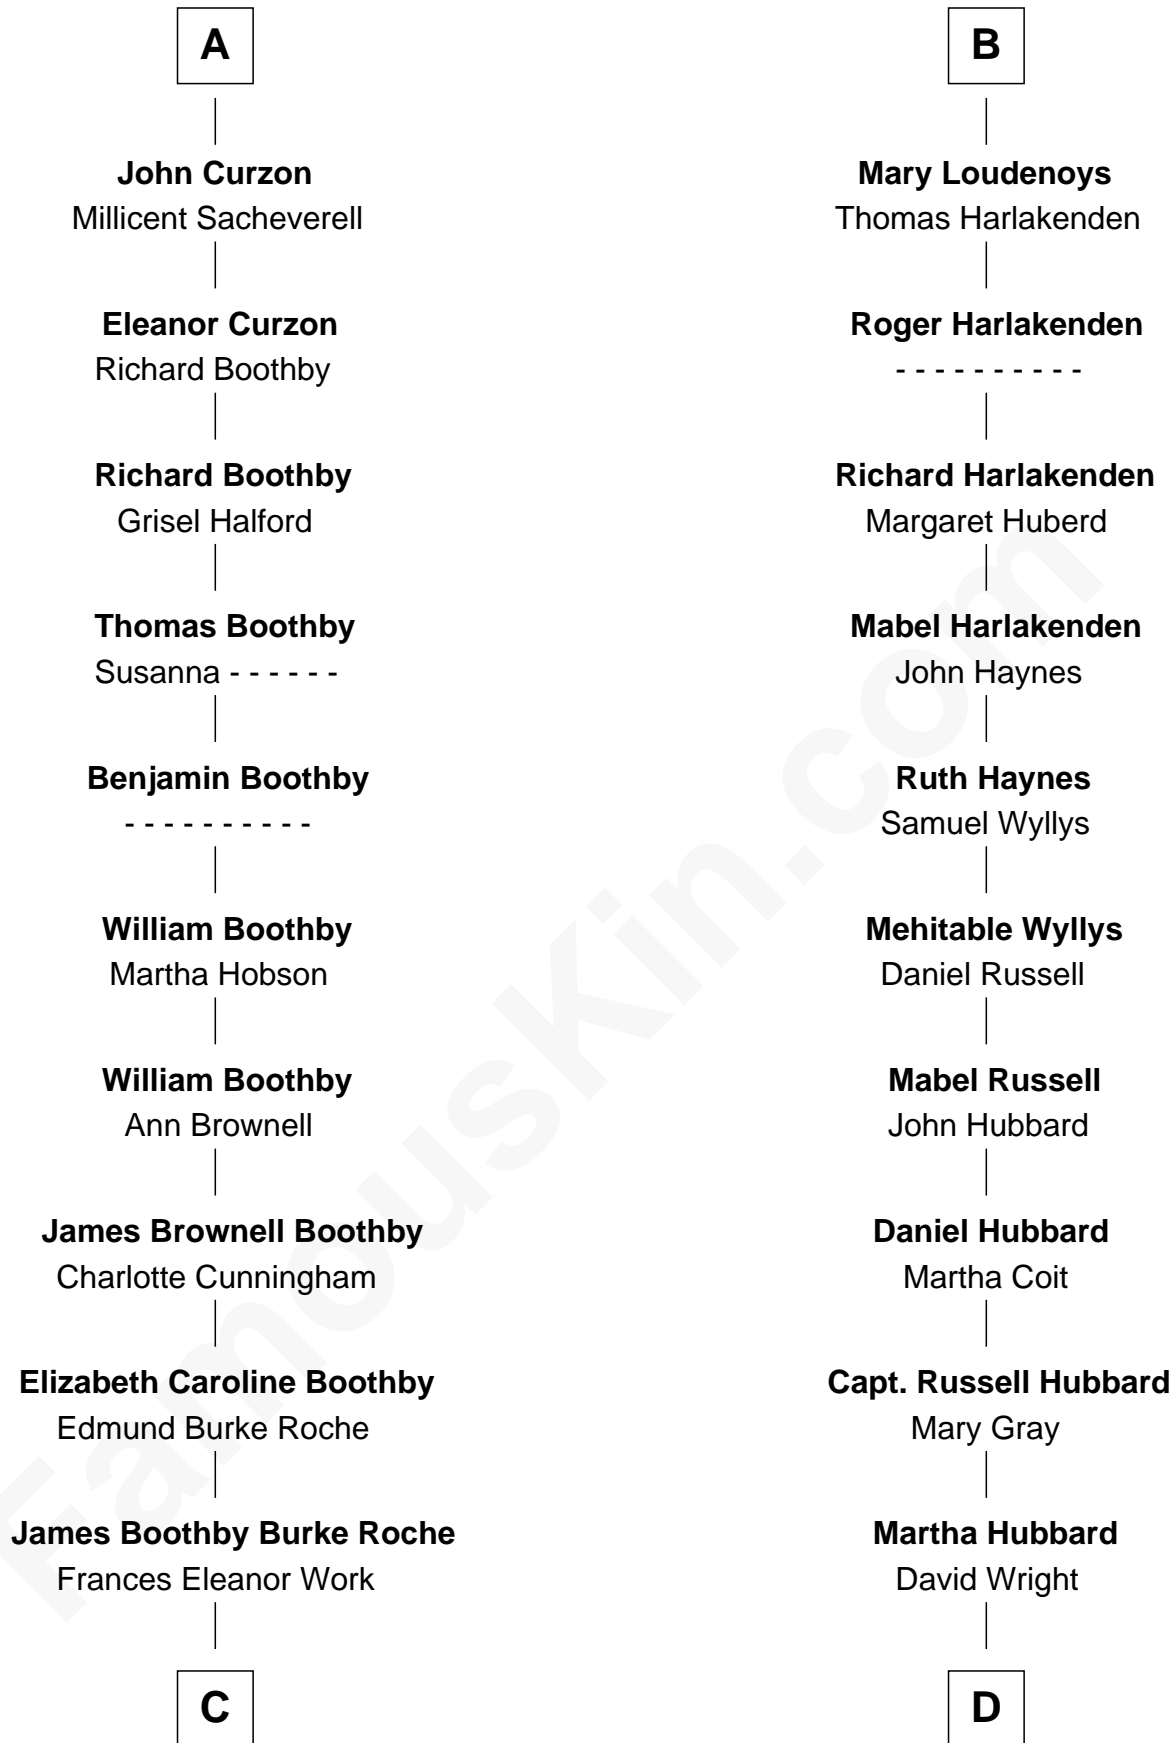 A
John Curzon
Millicent Sacheverell
Eleanor Curzon
Richard Boothby
Richard Boothby
Grisel Halford
Thomas Boothby
Susanna - - - - - -
Benjamin Boothby
- - - - - - - - - -
William Boothby
Martha Hobson
William Boothby
Ann Brownell
James Brownell Boothby
Charlotte Cunningham
Elizabeth Caroline Boothby
Edmund Burke Roche
James Boothby Burke Roche
Frances Eleanor Work
C
B
Mary Loudenoys
Thomas Harlakenden
Roger Harlakenden
- - - - - - - - - -
Richard Harlakenden
Margaret Huberd
Mabel Harlakenden
John Haynes
Ruth Haynes
Samuel Wyllys
Mehitable Wyllys
Daniel Russell
Mabel Russell
John Hubbard
Daniel Hubbard
Martha Coit
Capt. Russell Hubbard
Mary Gray
Martha Hubbard
David Wright
D
FamousKin.com